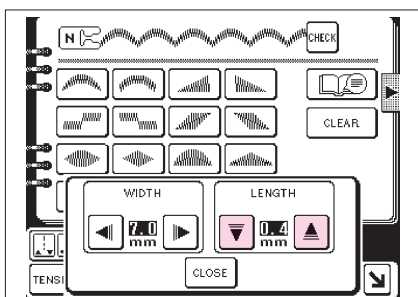 N
CHECK
CLEAR
WIDTH
LENGTH
7.0
mm
0.4
mm
CLOSE
TENSI